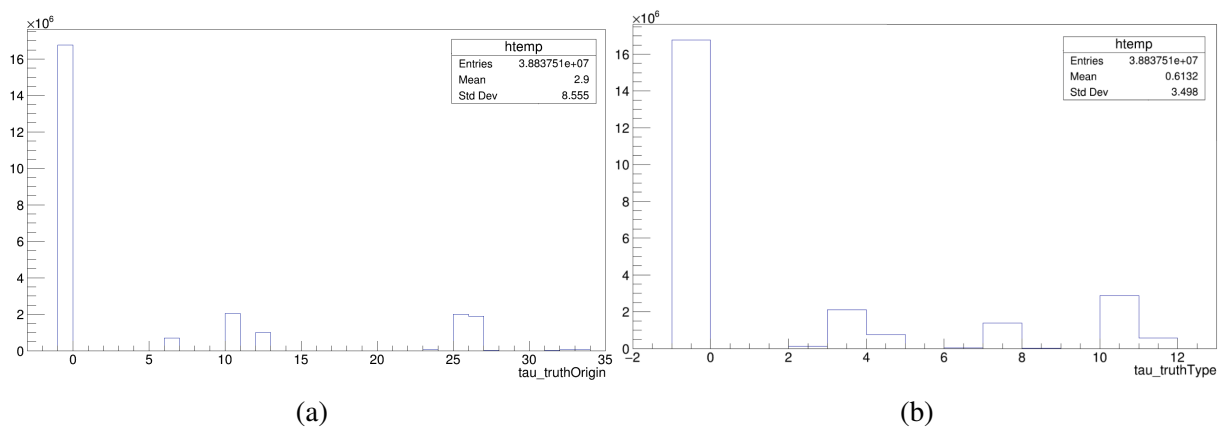 ×10⁶
htemp
Entries 3.883751e+07
Mean 2.9
Std Dev 8.555
16
14
12
10
8
6
4
2
0
0 5 10 15 20 25 30 35
tau_truthOrigin
(a)
×10⁶
htemp
Entries 3.883751e+07
Mean 0.6132
Std Dev 3.498
16
14
12
10
8
6
4
2
0
−2 0 2 4 6 8 10 12
tau_truthType
(b)